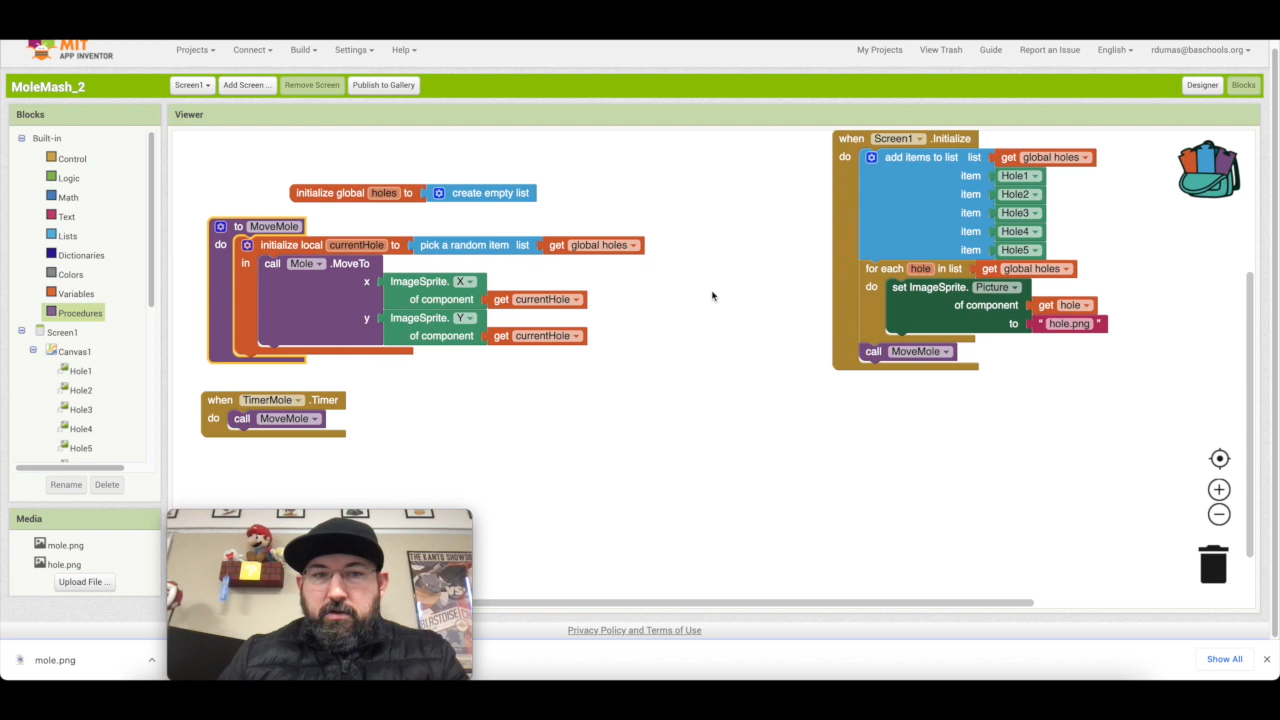 MIT
APP INVENTOR
Projects Connect Build Settings Help My Projects View Trash Guide Report an Issue English rdumas@baschools.org
MoleMash_2 Screen1 Add Screen ... Remove Screen Publish to Gallery Designer Blocks
Blocks
Built-in
Control
Logic
Math
Text
Lists
Dictionaries
Colors
Variables
Procedures
Screen1
Canvas1
Hole1
Hole2
Hole3
Hole4
Hole5
Rename Delete
Media
mole.png
hole.png
Upload File ...
Viewer
initialize global holes to create empty list
to MoveMole
do initialize local currentHole to pick a random item list get global holes
in call Mole .MoveTo
x ImageSprite. X
of component get currentHole
y ImageSprite. Y
of component get currentHole
when TimerMole .Timer
do call MoveMole
when Screen1 .Initialize
do add items to list list get global holes
item Hole1
item Hole2
item Hole3
item Hole4
item Hole5
for each hole in list get global holes
do set ImageSprite. Picture
of component get hole
to " hole.png "
call MoveMole
THE KANTO SHOWDO
BLASTOISE
Privacy Policy and Terms of Use
mole.png Show All